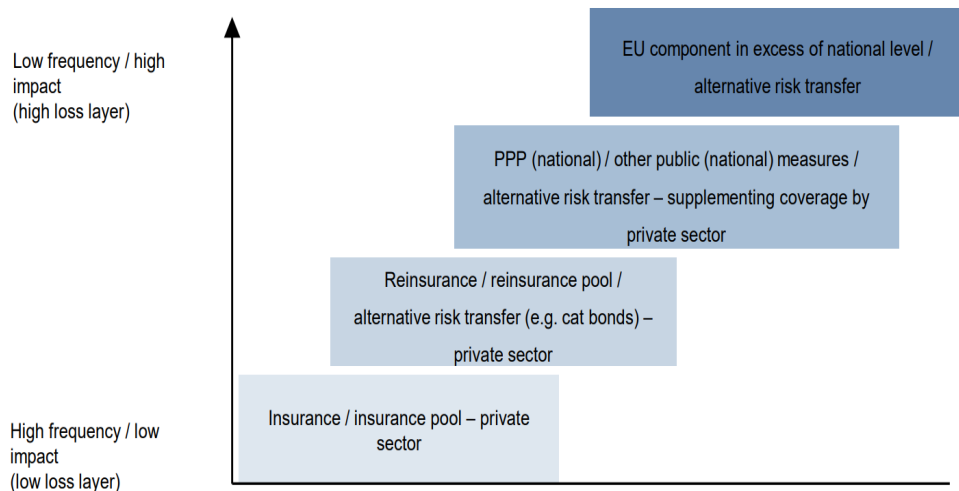 Low frequency / high
impact
(high loss layer)
EU component in excess of national level /
alternative risk transfer
PPP (national) / other public (national) measures /
alternative risk transfer – supplementing coverage by
private sector
Reinsurance / reinsurance pool /
alternative risk transfer (e.g. cat bonds) –
private sector
Insurance / insurance pool – private
sector
High frequency / low
impact
(low loss layer)